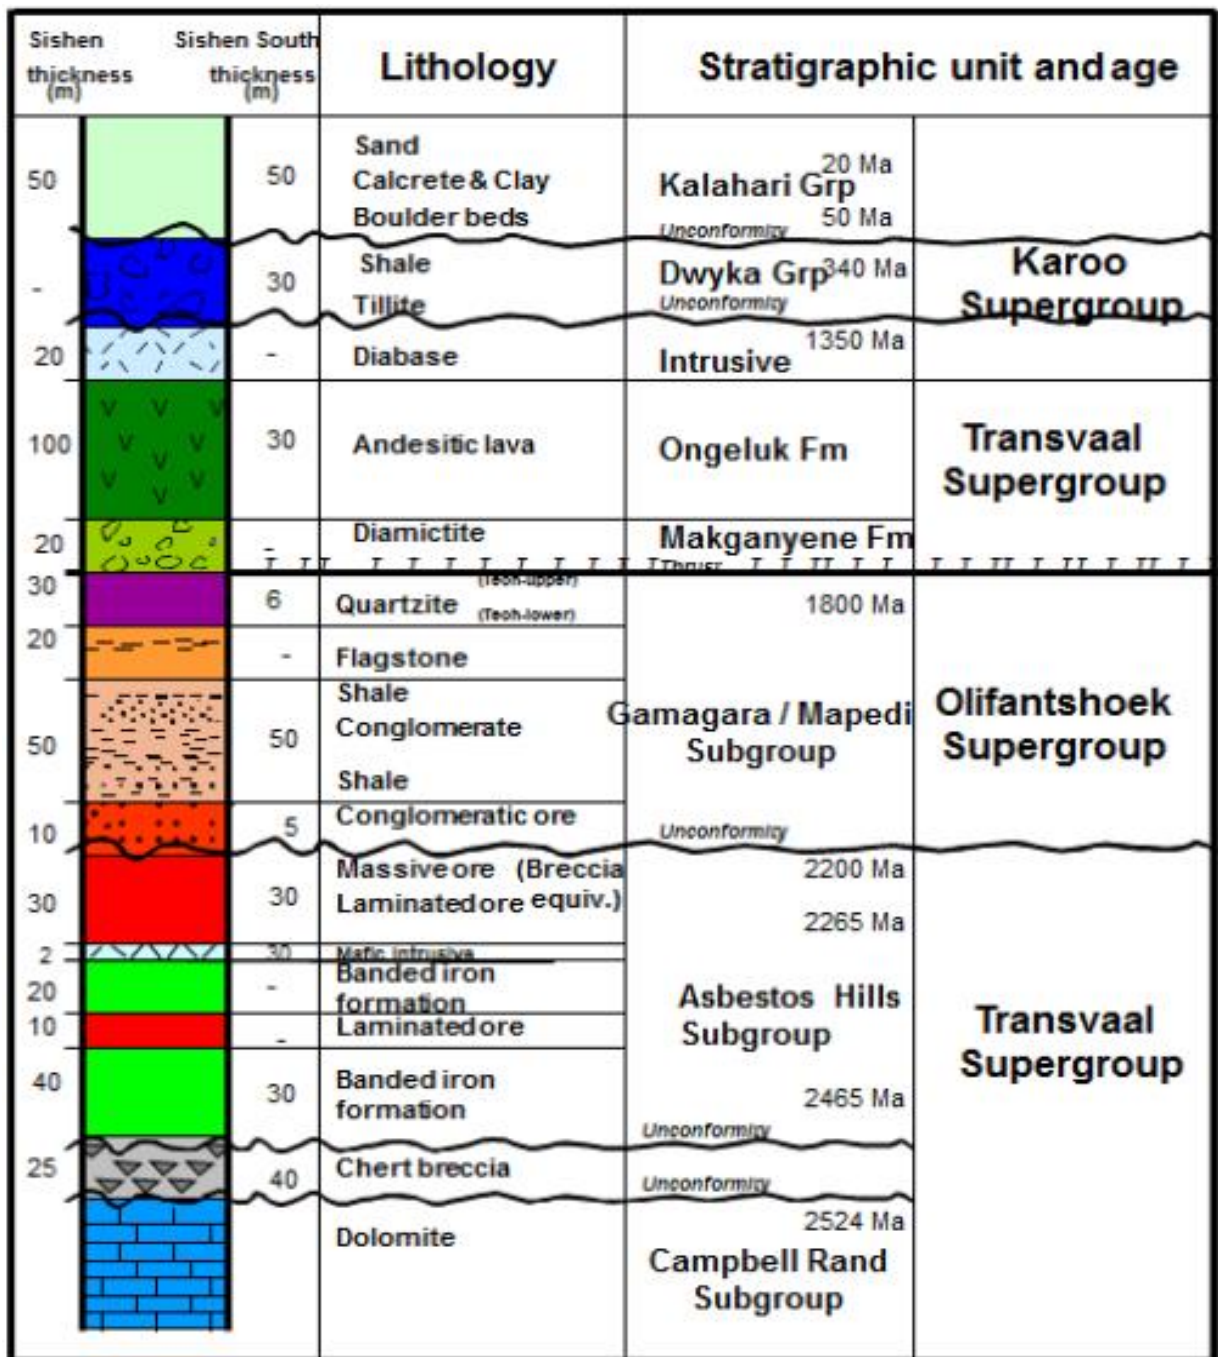 Sishen thickness (m)
Sishen South thickness (m)
Lithology
Stratigraphic unit and age
50
50
Sand
Calcrete & Clay
Boulder beds
20 Ma
Kalahari Grp
50 Ma
Unconformity
-
30
Shale
Tillite
Dwyka Grp
340 Ma
Unconformity
Karoo
Supergroup
20
-
Diabase
1350 Ma
Intrusive
100
30
Andesitic lava
Ongeluk Fm
Transvaal
Supergroup
20
-
Diamictite
Makganyene Fm
Thrust
30
6
Quartzite
(Teoh-upper)
(Teoh-lower)
1800 Ma
20
-
Flagstone
50
50
Shale
Conglomerate
Shale
Gamagara / Mapedi
Subgroup
Olifantshoek
Supergroup
10
5
Conglomeratic ore
Unconformity
30
30
Massive ore (Breccia
Laminated ore equiv.)
2200 Ma
2265 Ma
2
30
Mafic intrusive
20
-
Banded iron
formation
Asbestos Hills
Subgroup
Transvaal
Supergroup
10
-
Laminated ore
40
30
Banded iron
formation
2465 Ma
Unconformity
25
40
Chert breccia
Unconformity
2524 Ma
Dolomite
Campbell Rand
Subgroup